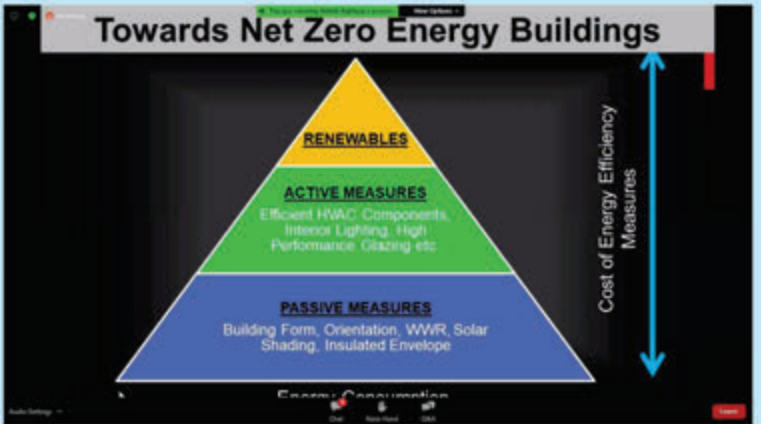 Towards Net Zero Energy Buildings
RENEWABLES
ACTIVE MEASURES
Efficient HVAC Components,
Interior Lighting, High
Performance Glazing etc
PASSIVE MEASURES
Building Form, Orientation, WWR, Solar
Shading, Insulated Envelope
Energy Consumption
Cost of Energy Efficiency
Measures
View Options
Audio Settings
Chat
Raise Hand
Q&A
Leave